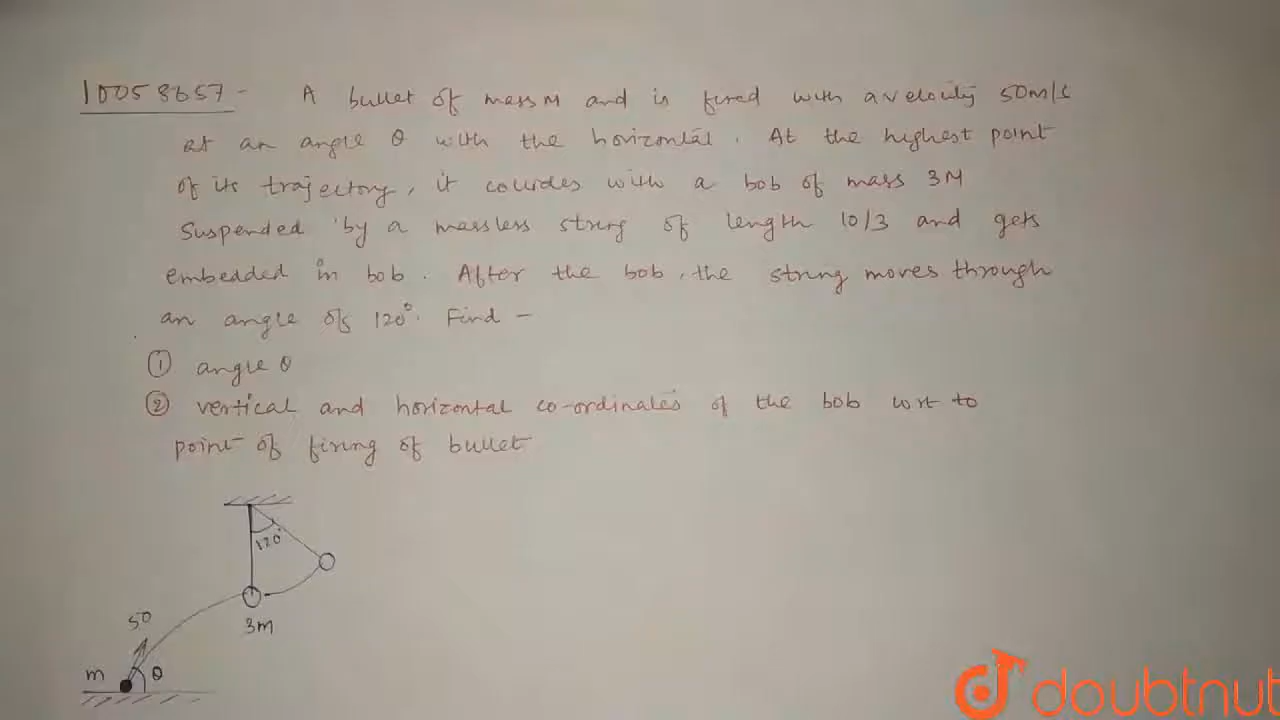 10058657- A bullet of mass M and is fired with a velocity 50m/s
at an angle θ with the horizontal. At the highest point
of its trajectory, it collides with a bob of mass 3M
suspended by a massless string of length 10/3 and gets
embedded in bob. After the bob, the string moves through
an angle of 120°. Find -
① angle θ
② vertical and horizontal co-ordinates of the bob wrt to
point of firing of bullet
120°
50
3m
m θ
doubtnut